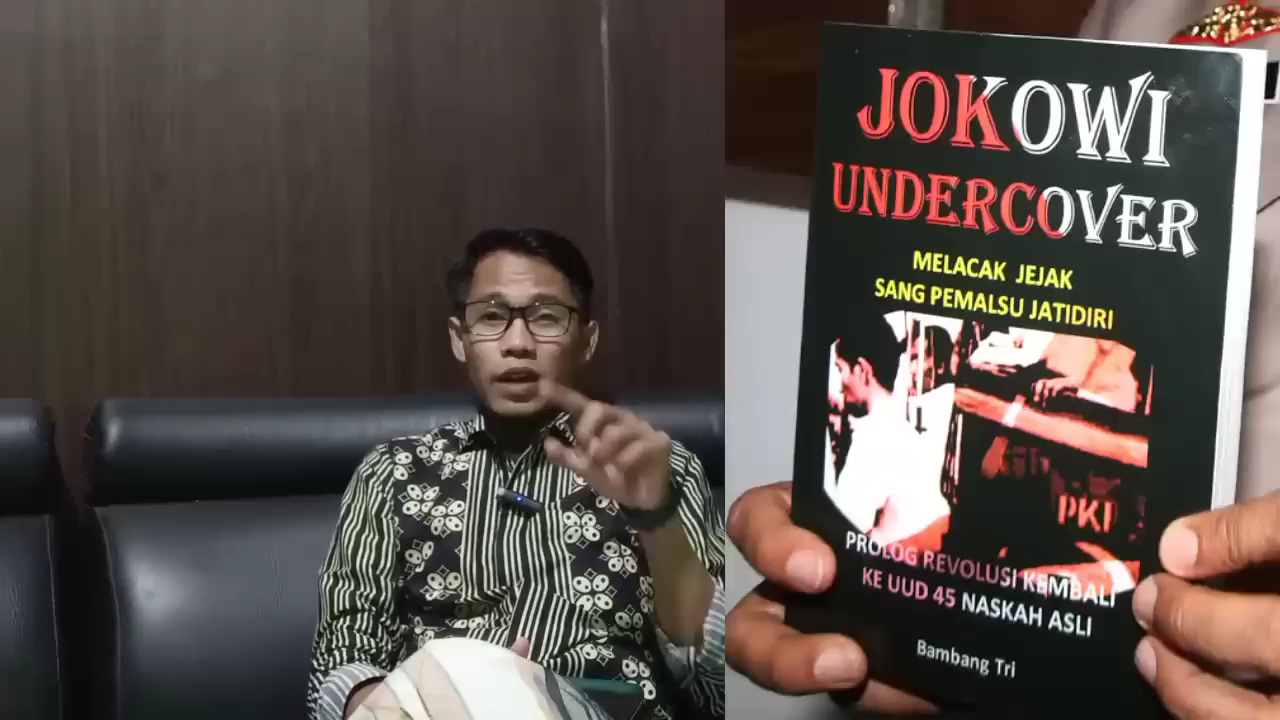 JOKOWI
UNDERCOVER
MELACAK JEJAK
SANG PEMALSU JATIDIRI
PKI
PROLOG REVOLUSI KEMBALI
KE UUD 45 NASKAH ASLI
Bambang Tri